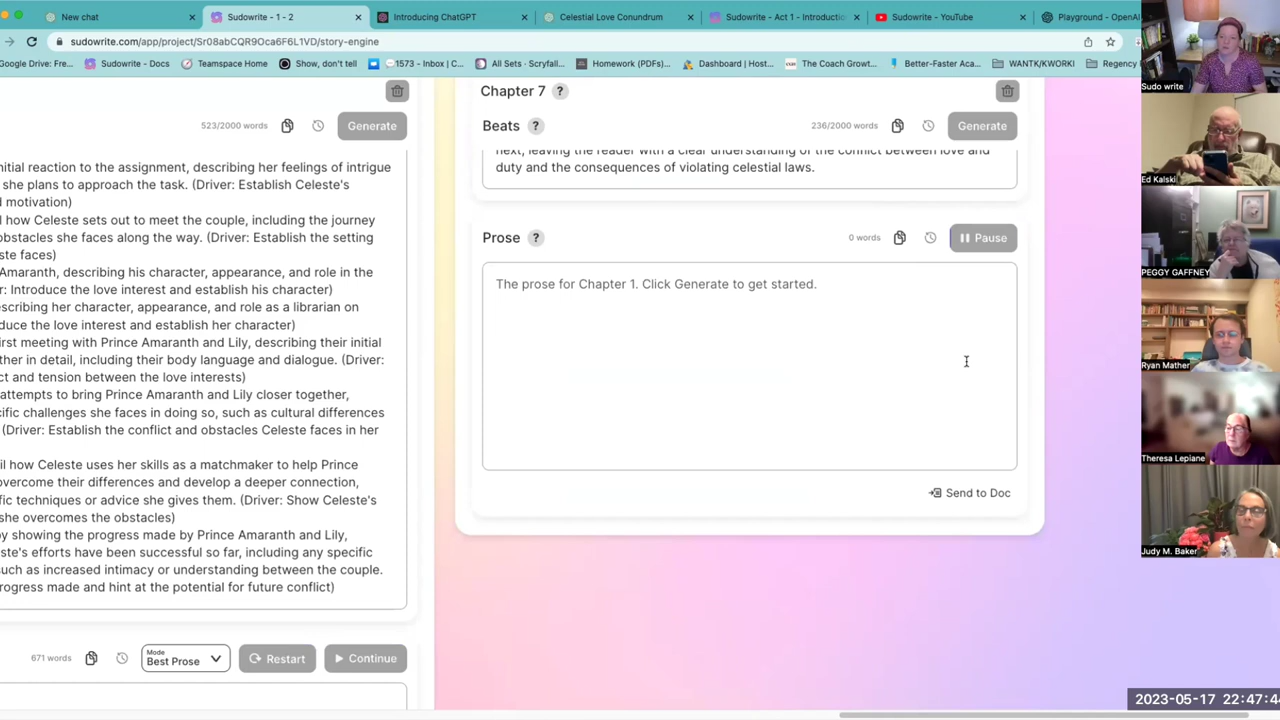 New chat
Sudowrite - 1 - 2
Introducing ChatGPT
Celestial Love Conundrum
Sudowrite - Act 1 - Introductio
Sudowrite - YouTube
Playground - OpenAI
sudowrite.com/app/project/Sr08abCQR9Oca6F6L1VD/story-engine
Google Drive: Fre...
Sudowrite - Docs
Teamspace Home
Show, don't tell
1573 - Inbox | C...
All Sets · Scryfall...
Homework (PDFs)...
Dashboard | Host...
The Coach Growt...
Better-Faster Aca...
WANTK/KWORKI
Regency
523/2000 words
Generate
nitial reaction to the assignment, describing her feelings of intrigue
she plans to approach the task. (Driver: Establish Celeste's
d motivation)
l how Celeste sets out to meet the couple, including the journey
obstacles she faces along the way. (Driver: Establish the setting
ste faces)
Amaranth, describing his character, appearance, and role in the
r: Introduce the love interest and establish his character)
escribing her character, appearance, and role as a librarian on
duce the love interest and establish her character)
irst meeting with Prince Amaranth and Lily, describing their initial
ther in detail, including their body language and dialogue. (Driver:
ct and tension between the love interests)
attempts to bring Prince Amaranth and Lily closer together,
cific challenges she faces in doing so, such as cultural differences
(Driver: Establish the conflict and obstacles Celeste faces in her
il how Celeste uses her skills as a matchmaker to help Prince
overcome their differences and develop a deeper connection,
fic techniques or advice she gives them. (Driver: Show Celeste's
she overcomes the obstacles)
by showing the progress made by Prince Amaranth and Lily,
este's efforts have been successful so far, including any specific
such as increased intimacy or understanding between the couple.
rogress made and hint at the potential for future conflict)
671 words
Mode
Best Prose
Restart
Continue
Chapter 7 ?
Beats ?
236/2000 words
Generate
next, leaving the reader with a clear understanding of the conflict between love and
duty and the consequences of violating celestial laws.
Prose ?
0 words
Pause
The prose for Chapter 1. Click Generate to get started.
Send to Doc
Sudo write
Ed Kalski
PEGGY GAFFNEY
Ryan Mather
Theresa Lepiane
Judy M. Baker
2023-05-17 22:47:4